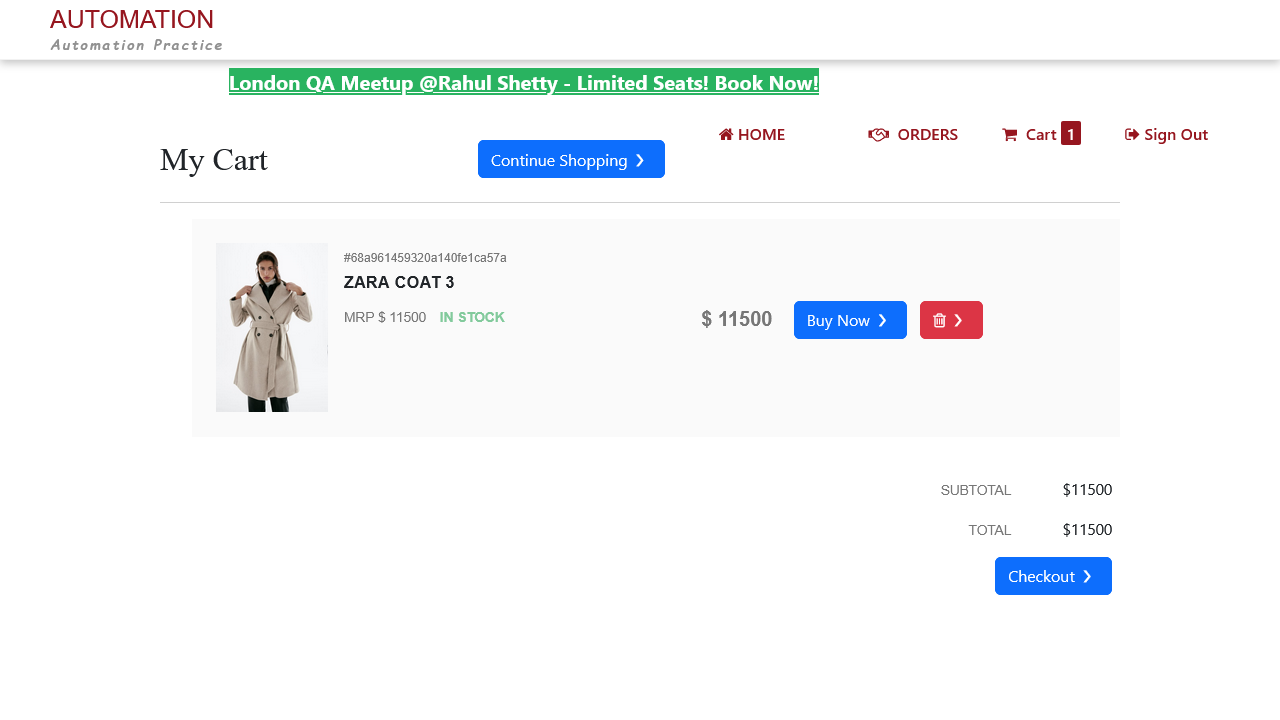 AUTOMATION
Automation Practice
London QA Meetup @Rahul Shetty - Limited Seats! Book Now!
HOME
ORDERS
Cart 1
Sign Out
My Cart
Continue Shopping ❯
#68a961459320a140fe1ca57a
ZARA COAT 3
MRP $ 11500 IN STOCK
$ 11500
Buy Now ❯
❯
SUBTOTAL $11500
TOTAL $11500
Checkout ❯